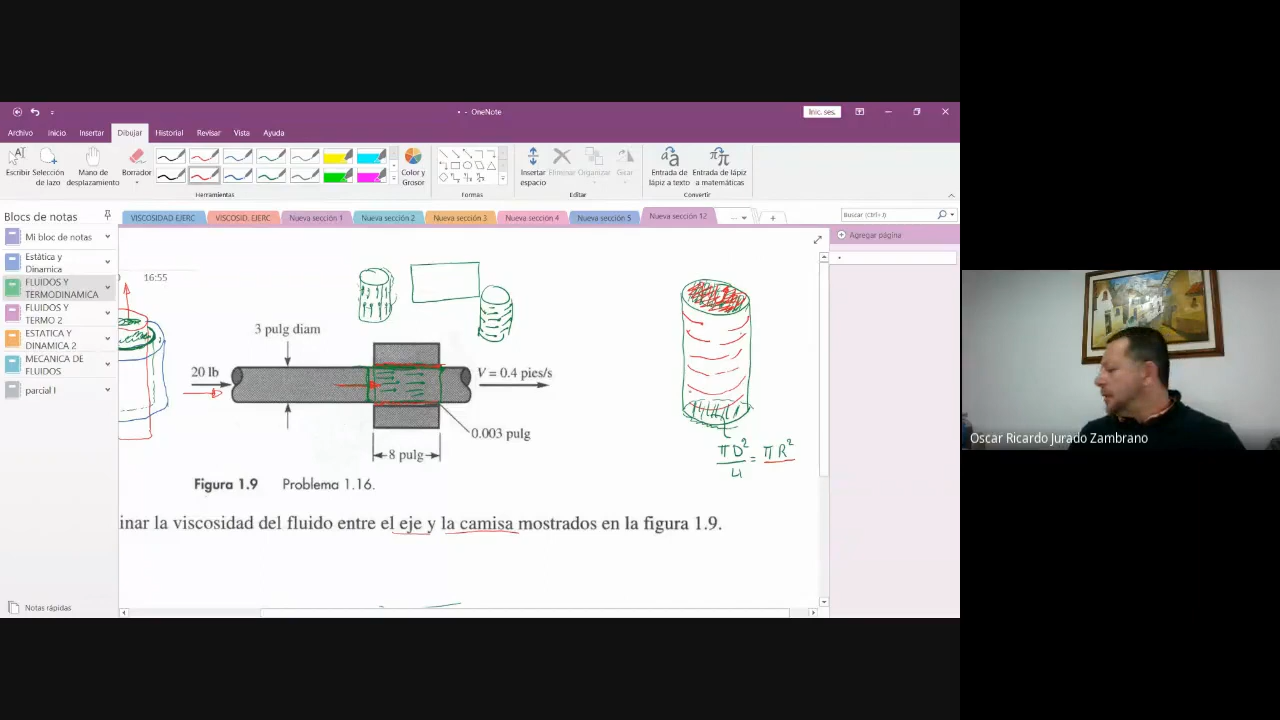 - OneNote
Inic. ses.
Archivo Inicio Insertar Dibujar Historial Revisar Vista Ayuda
Escribir Selección de lazo Mano de desplazamiento Borrador Color y Grosor Insertar espacio Eliminar Organizar Girar Entrada de lápiz a texto Entrada de lápiz a matemáticas
Herramientas Formas Editar Convertir
Blocs de notas
VISCOSIDAD EJERC VISCOSID. EJERC Nueva sección 1 Nueva sección 2 Nueva sección 3 Nueva sección 4 Nueva sección 5 Nueva sección 12 ... +
Buscar (Ctrl+J)
Mi bloc de notas
Estática y Dinamica
FLUIDOS Y TERMODINAMICA
FLUIDOS Y TERMO 2
ESTATICA Y DINAMICA 2
MECANICA DE FLUIDOS
parcial I
Notas rápidas
Agregar página
0 16:55
3 pulg diam
20 lb
V = 0.4 pies/s
0.003 pulg
8 pulg
πD²/4 = πR²
Figura 1.9 Problema 1.16.
inar la viscosidad del fluido entre el eje y la camisa mostrados en la figura 1.9.
Oscar Ricardo Jurado Zambrano